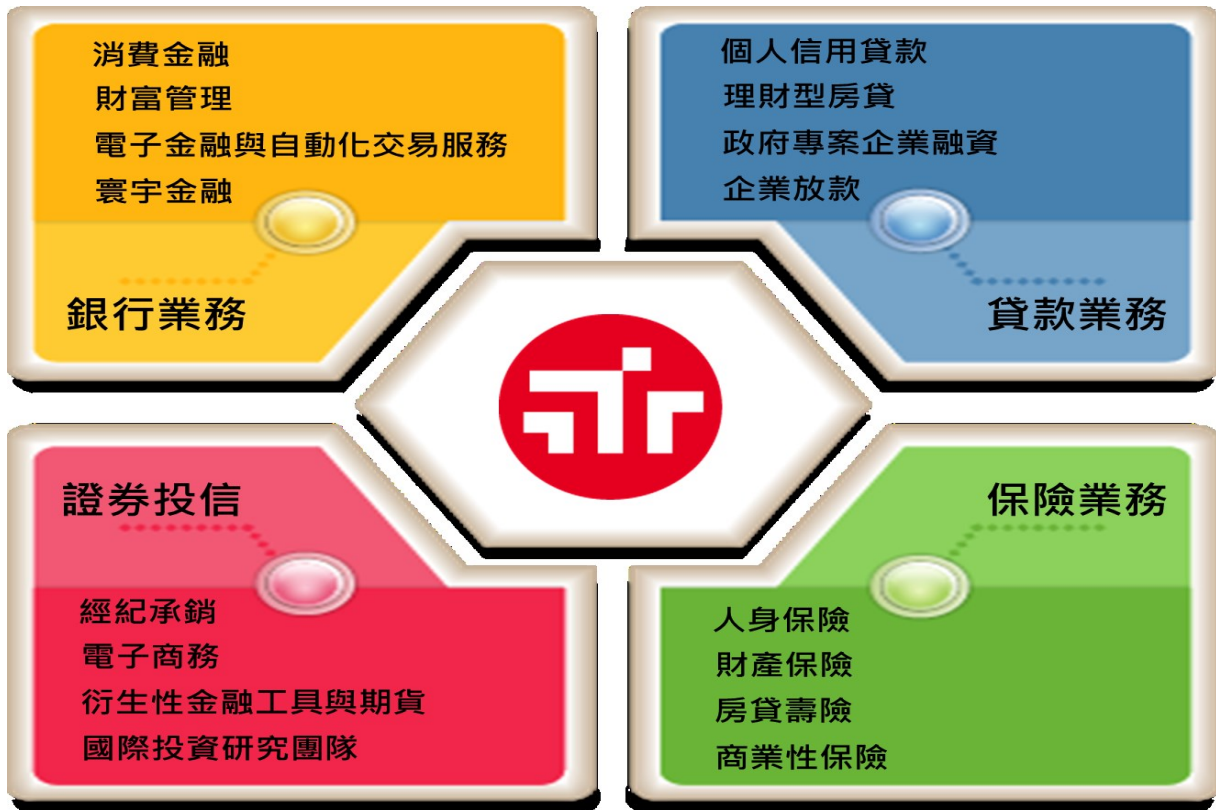 消費金融
財富管理
電子金融與自動化交易服務
寰宇金融
銀行業務
個人信用貸款
理財型房貸
政府專案企業融資
企業放款
貸款業務
證券投信
經紀承銷
電子商務
衍生性金融工具與期貨
國際投資研究團隊
保險業務
人身保險
財產保險
房貸壽險
商業性保險